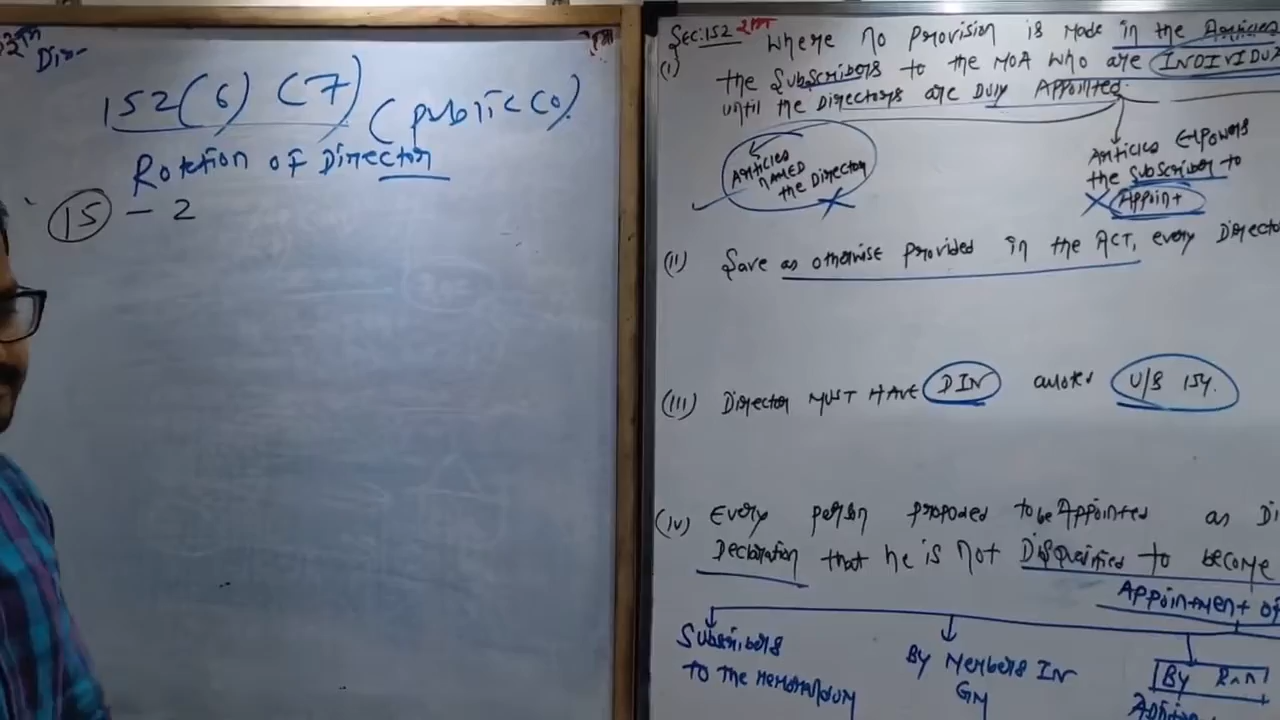 Dir-
152 (6) (7) (public Co).
Rotation of Director
15 - 2
Sec:152 2m Where no provision is Made in the Articles
(i) the Subscribers to the MOA who are INDIVIDUA
until the Directors are Duly Appointed.
Articles NAMED the Director
Articles Empowers
the subscriber to
Appoint
(ii) Save as otherwise provided in the ACT, every Directo
(iii) Director MUST HAVE DIN U/S 154.
(iv) Every person proposed to be Appointed as Di
Declaration that he is not Disqualified to become
Appointment of
Subscribers
to the Memorandum
By Members In
GM
By